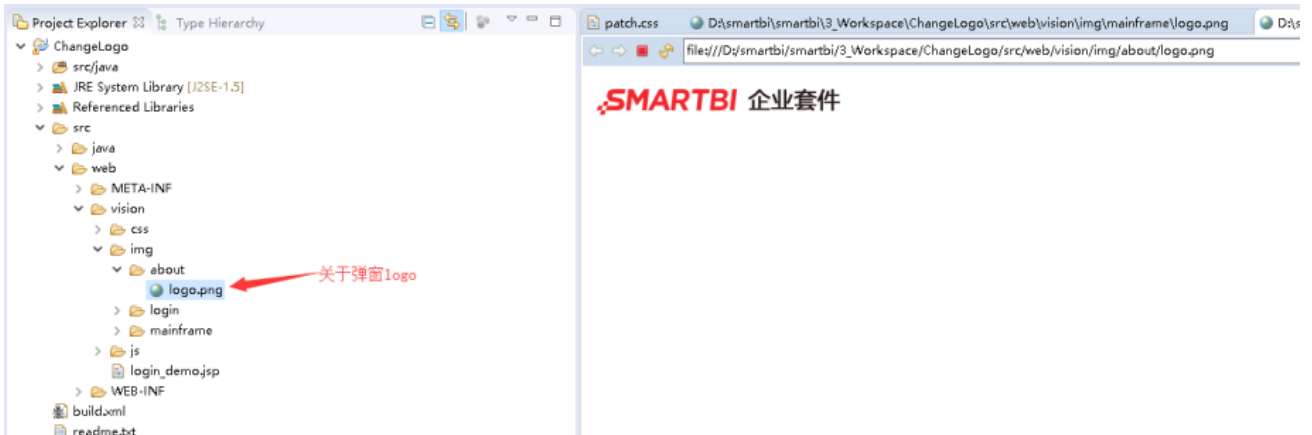 Project Explorer
Type Hierarchy
ChangeLogo
src/java
JRE System Library [J2SE-1.5]
Referenced Libraries
src
java
web
META-INF
vision
css
img
about
logo.png
关于弹窗logo
login
mainframe
js
login_demo.jsp
WEB-INF
build.xml
readme.txt
patch.css
D:\smartbi\smartbi\3_Workspace\ChangeLogo\src\web\vision\img\mainframe\logo.png
D:\s
file:///D:/smartbi/smartbi/3_Workspace/ChangeLogo/src/web/vision/img/about/logo.png
SMARTBI 企业套件